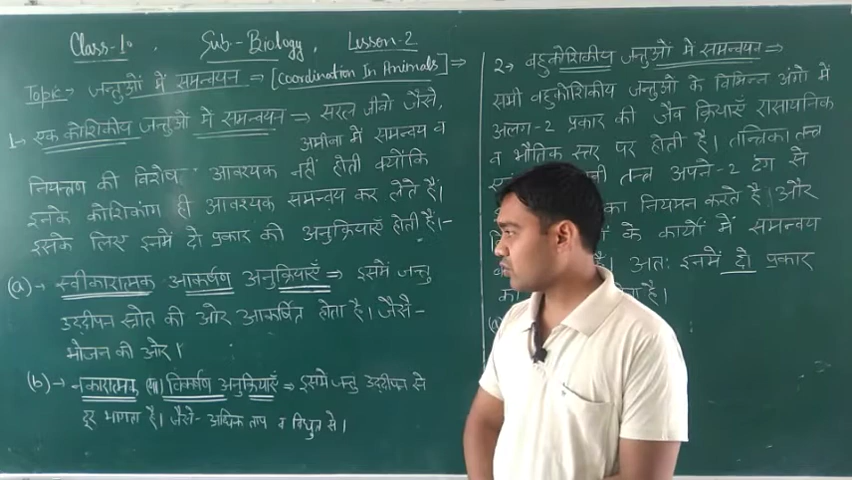 Class-10, Sub.-Biology, Lesson-2
Topic-> जन्तुओं में समन्वयन ⇒ [Coordination In Animals] ⇒
1-> एक कोशिकीय जन्तुओ में समन्वयन ⇒ सरल जीवो जैसै,
अमीबा में समन्वय व
नियन्त्रण की विशेष आवश्यक नहीं होती क्योंकि
इनके कोशिकांग ही आवश्यक समन्वय कर लेते हैं।
इसके लिए इनमें दो प्रकार की अनुक्रियाएँ होती है।-
(a)-> स्वीकारात्मक आकर्षण अनुक्रियाएँ ⇒ इसमें जन्तु
उद्दीपन स्रोत की ओर आकर्षित होता है। जैसै-
भोजन की ओर।
(b)-> नकारात्मक (या) विकर्षण अनुक्रियाएँ ⇒ इसमें जन्तु उद्दीपन से
दूर भागता है। जैसै- अधिक ताप व विधुत से।
2-> बहुकोशिकीय जन्तुओं में समन्वयन ⇒
सभी बहुकोशिकीय जन्तुओ के विभिन्न अंगो में
अलग-2 प्रकार की जैव क्रियाएँ रासायनिक
व भौतिक स्तर पर होती है। तन्त्रिका तन्त्र
तन्त्र अपने-2 ढंग से
का नियमन करते है। और
के कार्यो में समन्वय
है। अतः इनमें दो प्रकार
का होता है।
(a)